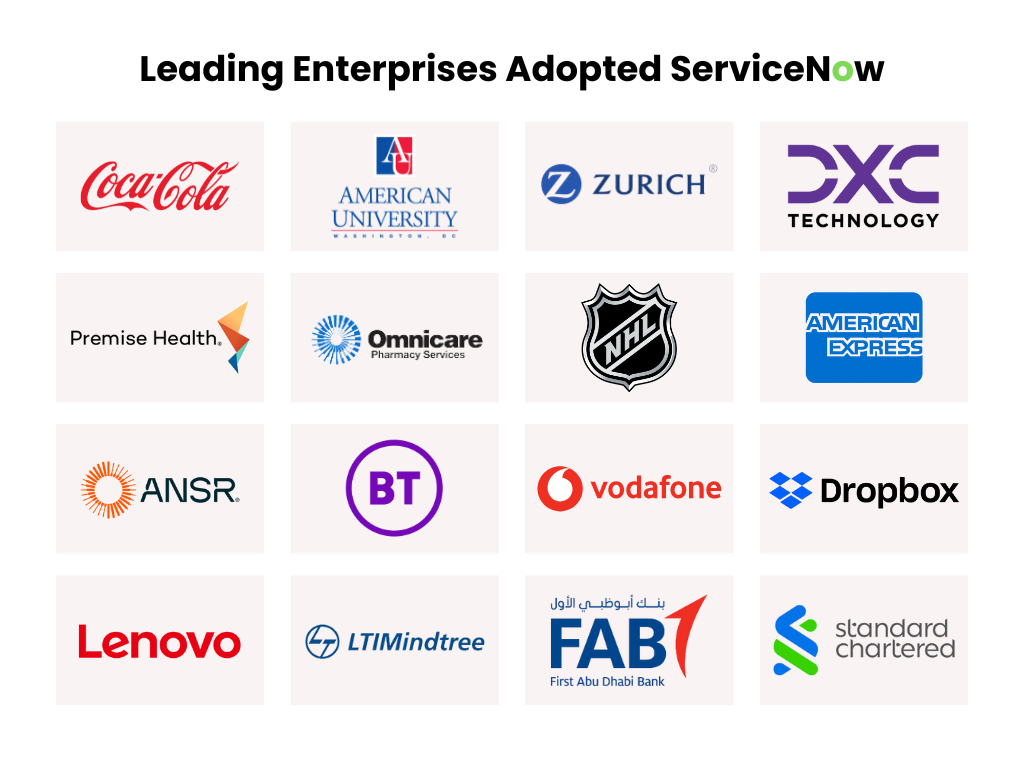 Leading Enterprises Adopted ServiceNow
Coca-Cola
AU
AMERICAN
UNIVERSITY
WASHINGTON, DC
Z ZURICH®
DXC
TECHNOLOGY
Premise Health®
Omnicare
Pharmacy Services
NHL
AMERICAN
EXPRESS
ANSR®
BT
vodafone
Dropbox
Lenovo
LTIMindtree
بنك أبوظبي الأول
FAB
First Abu Dhabi Bank
standard
chartered